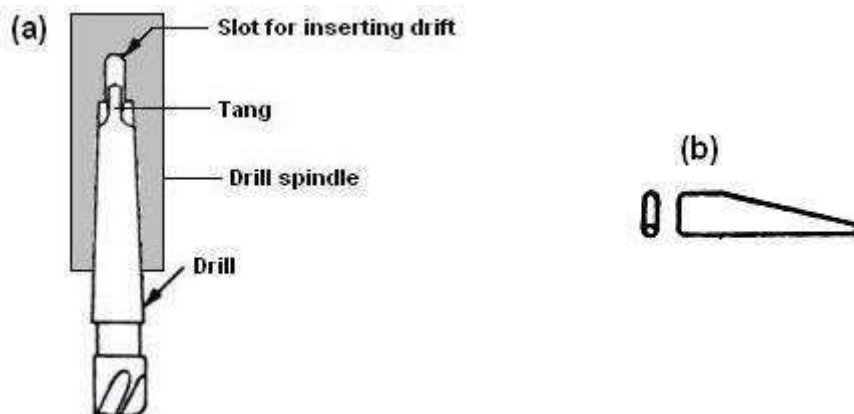 (a)
Slot for inserting drift
Tang
Drill spindle
Drill
(b)